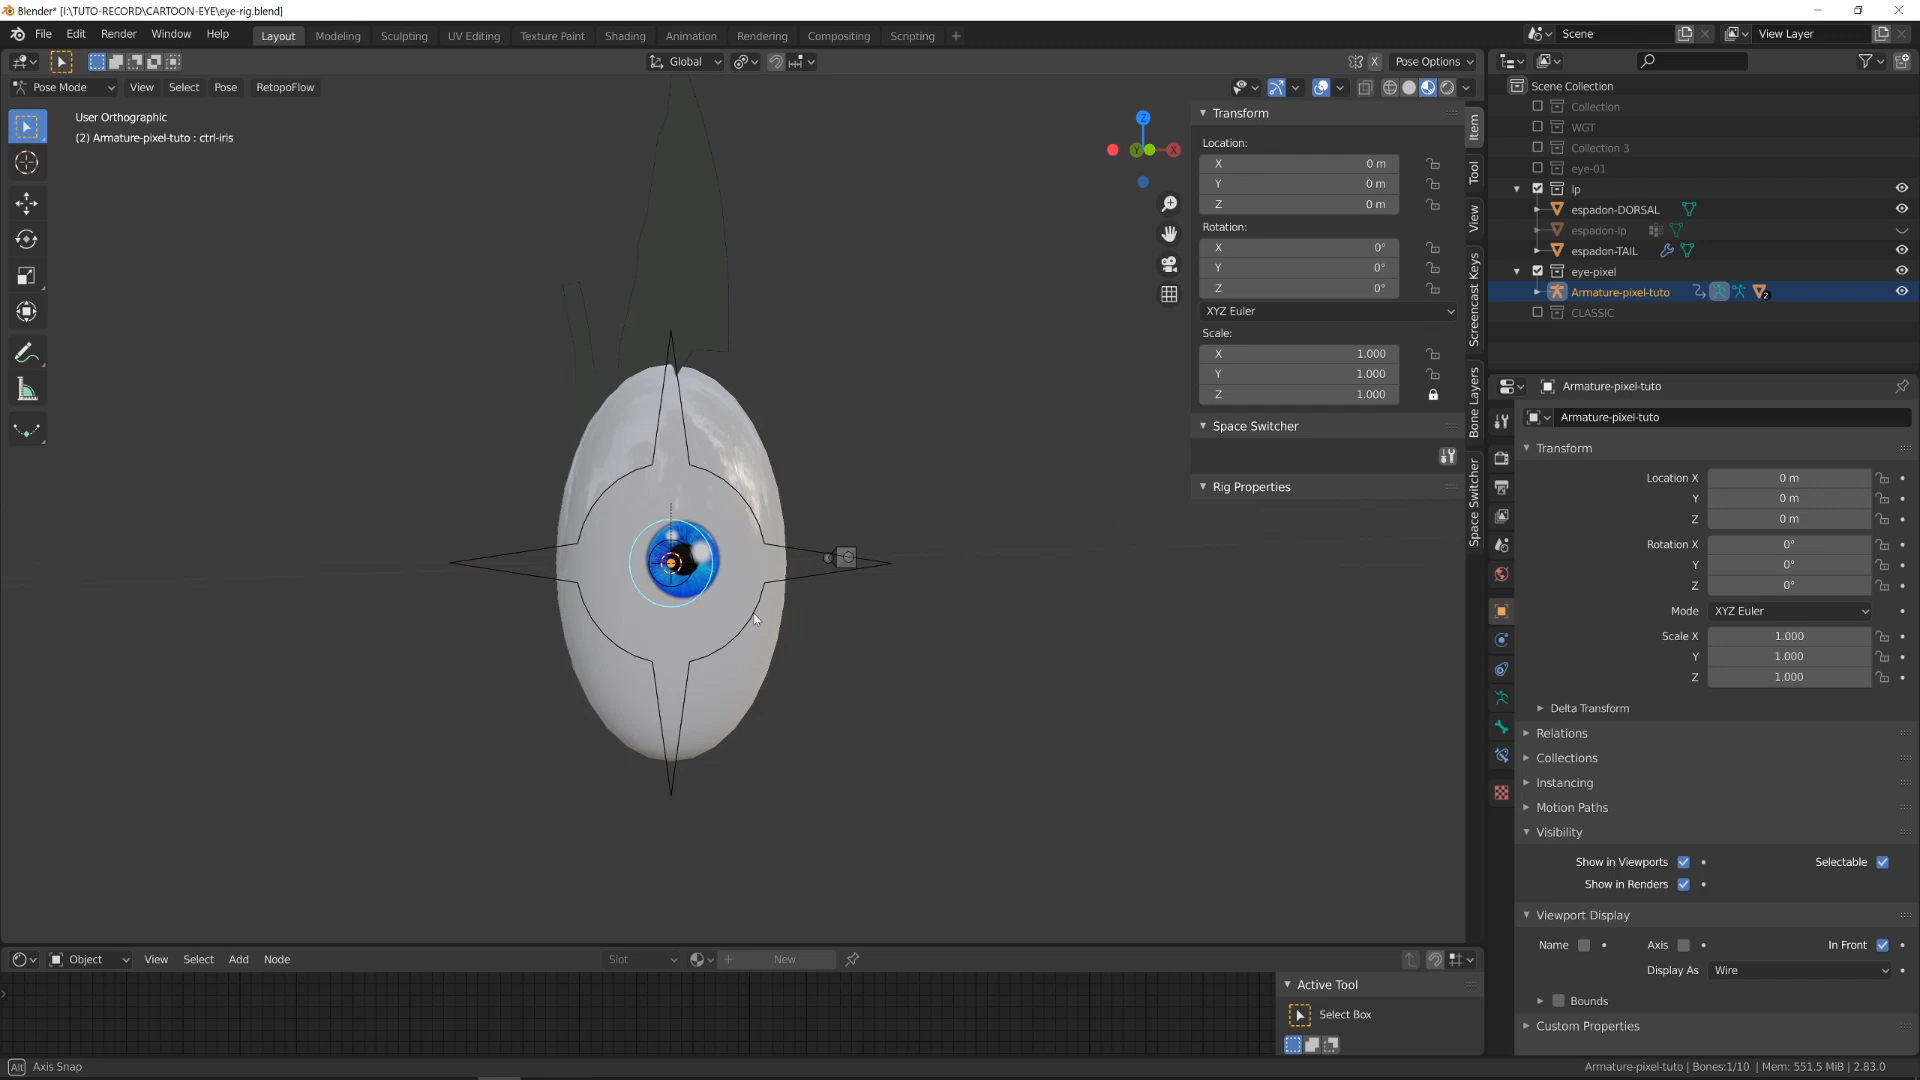 Blender* [I:\TUTO-RECORD\CARTOON-EYE\eye-rig.blend]
File Edit Render Window Help Layout Modeling Sculpting UV Editing Texture Paint Shading Animation Rendering Compositing Scripting Scene View Layer
Global X Pose Options
Pose Mode View Select Pose RetopoFlow
User Orthographic
(2) Armature-pixel-tuto : ctrl-iris
Z
Y
X
Transform
Location:
X 0 m
Y 0 m
Z 0 m
Rotation:
X 0°
Y 0°
Z 0°
XYZ Euler
Scale:
X 1.000
Y 1.000
Z 1.000
Space Switcher
Rig Properties
Item
Tool
View
Screencast Keys
Bone Layers
Space Switcher
Scene Collection
Collection
WGT
Collection 3
eye-01
lp
espadon-DORSAL
espadon-lp
espadon-TAIL
eye-pixel
Armature-pixel-tuto 2
CLASSIC
Armature-pixel-tuto
Armature-pixel-tuto
Transform
Location X 0 m
Y 0 m
Z 0 m
Rotation X 0°
Y 0°
Z 0°
Mode XYZ Euler
Scale X 1.000
Y 1.000
Z 1.000
Delta Transform
Relations
Collections
Instancing
Motion Paths
Visibility
Show in Viewports Selectable
Show in Renders
Viewport Display
Name Axis In Front
Display As Wire
Bounds
Custom Properties
Object View Select Add Node Slot New
Active Tool
Select Box
Alt Axis Snap
Armature-pixel-tuto | Bones:1/10 | Mem: 551.5 MiB | 2.83.0